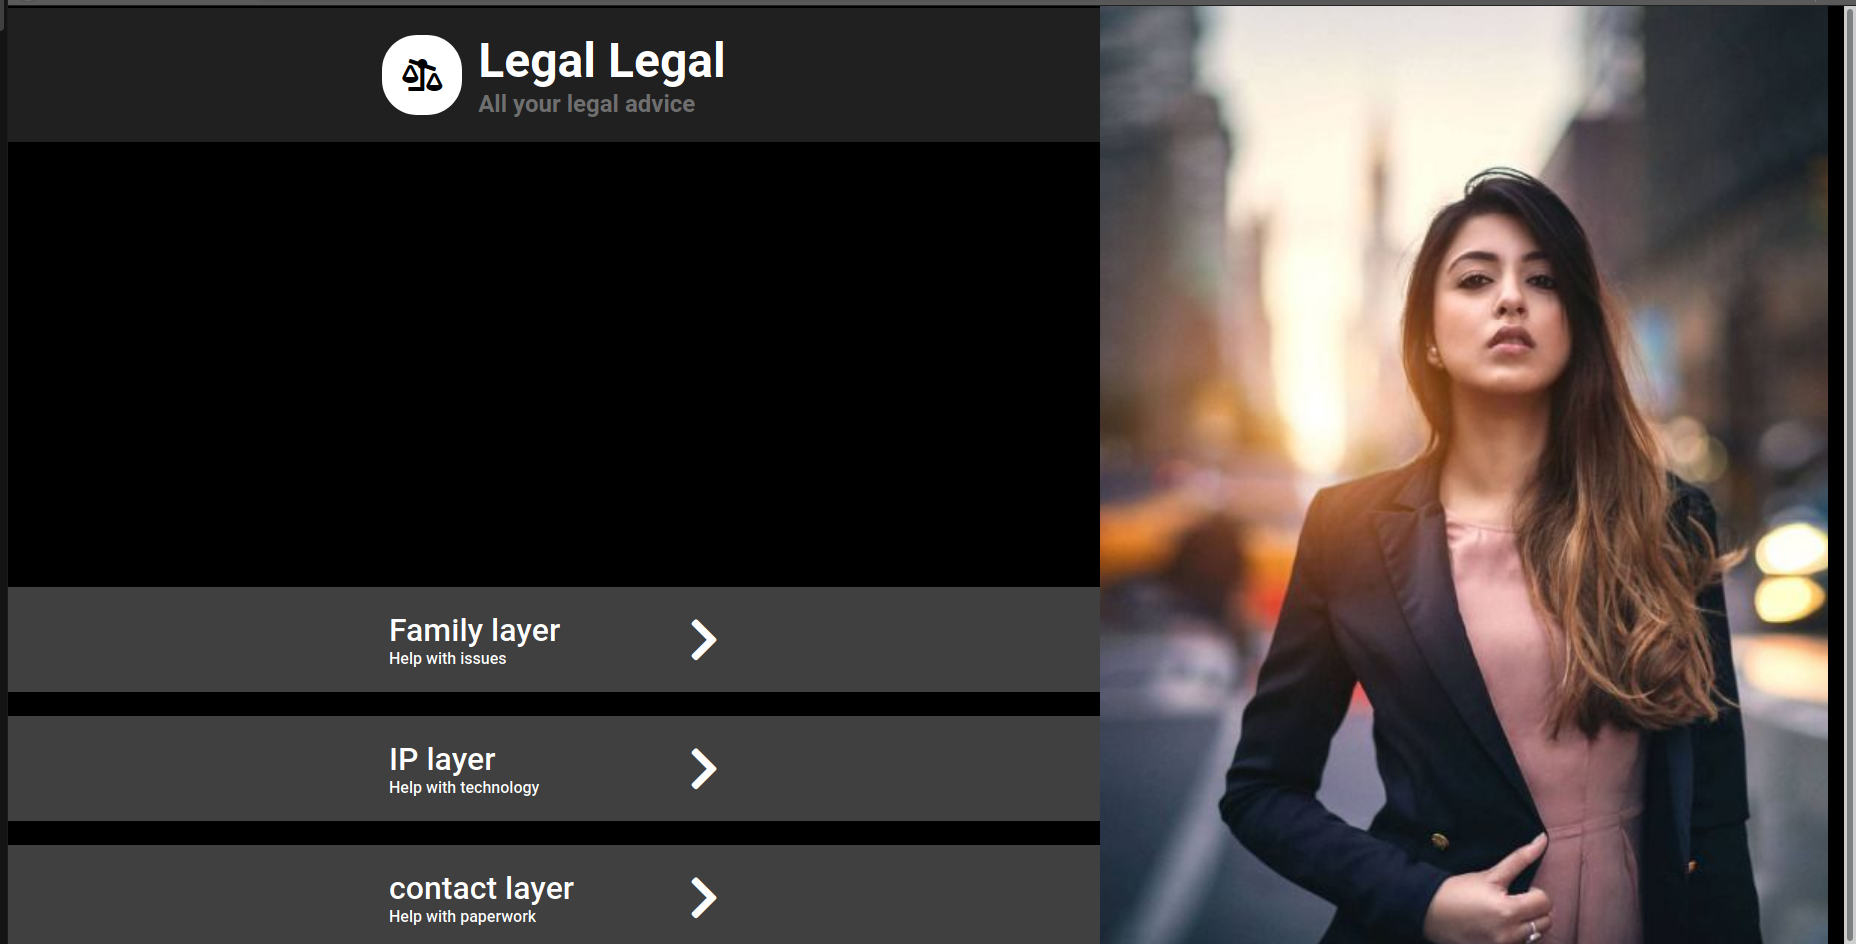 Legal Legal
All your legal advice
Family layer
Help with issues
IP layer
Help with technology
contact layer
Help with paperwork